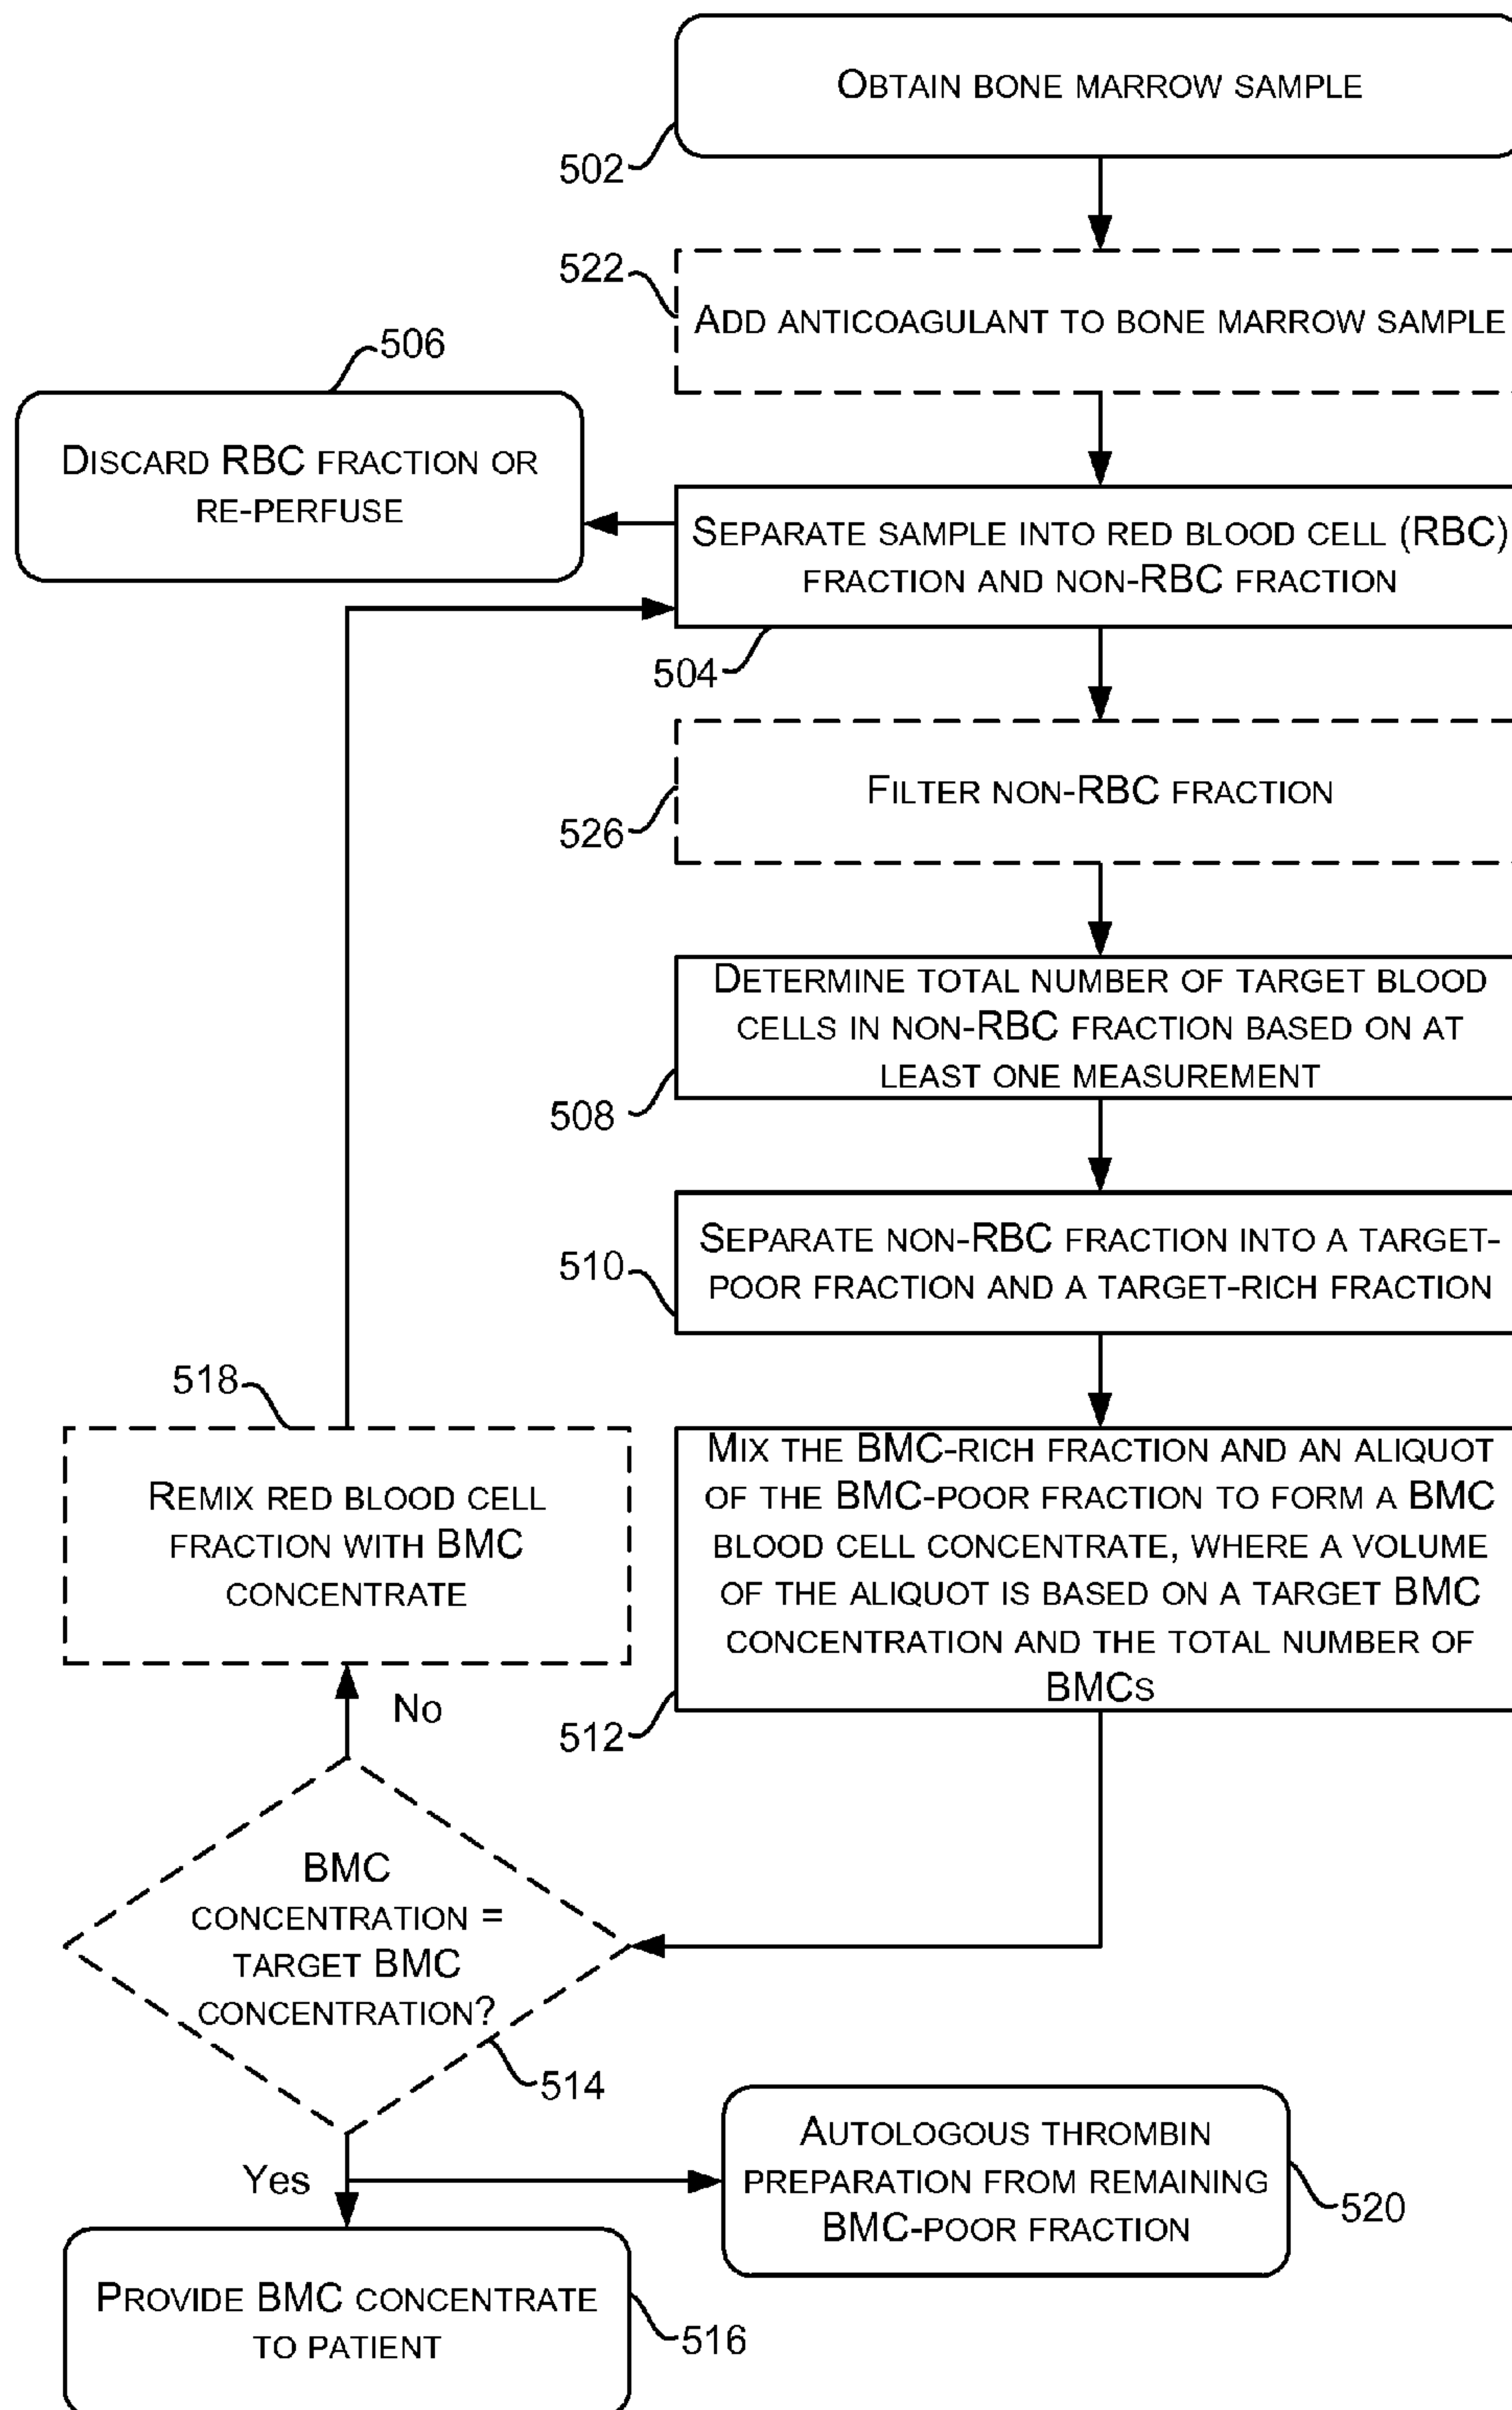 OBTAIN BONE MARROW SAMPLE
502
522
ADD ANTICOAGULANT TO BONE MARROW SAMPLE
506
DISCARD RBC FRACTION OR
RE-PERFUSE
SEPARATE SAMPLE INTO RED BLOOD CELL (RBC)
FRACTION AND NON-RBC FRACTION
504
FILTER NON-RBC FRACTION
526
DETERMINE TOTAL NUMBER OF TARGET BLOOD
CELLS IN NON-RBC FRACTION BASED ON AT
LEAST ONE MEASUREMENT
508
SEPARATE NON-RBC FRACTION INTO A TARGET-
POOR FRACTION AND A TARGET-RICH FRACTION
510
MIX THE BMC-RICH FRACTION AND AN ALIQUOT
OF THE BMC-POOR FRACTION TO FORM A BMC
BLOOD CELL CONCENTRATE, WHERE A VOLUME
OF THE ALIQUOT IS BASED ON A TARGET BMC
CONCENTRATION AND THE TOTAL NUMBER OF
BMCS
512
518
REMIX RED BLOOD CELL
FRACTION WITH BMC
CONCENTRATE
No
BMC
CONCENTRATION =
TARGET BMC
CONCENTRATION?
514
Yes
AUTOLOGOUS THROMBIN
PREPARATION FROM REMAINING
BMC-POOR FRACTION
520
PROVIDE BMC CONCENTRATE
TO PATIENT
516